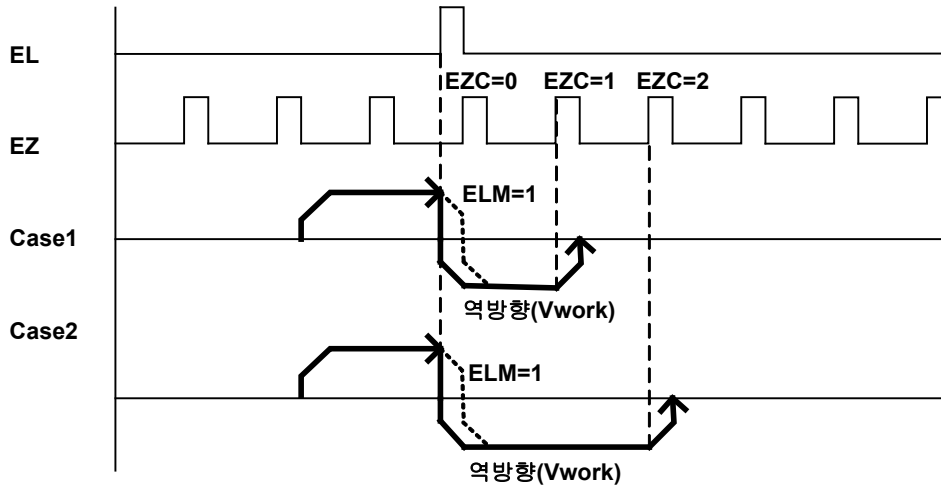 EL
EZC=0 EZC=1 EZC=2
EZ
ELM=1
Case1
역방향(Vwork)
Case2
ELM=1
역방향(Vwork)